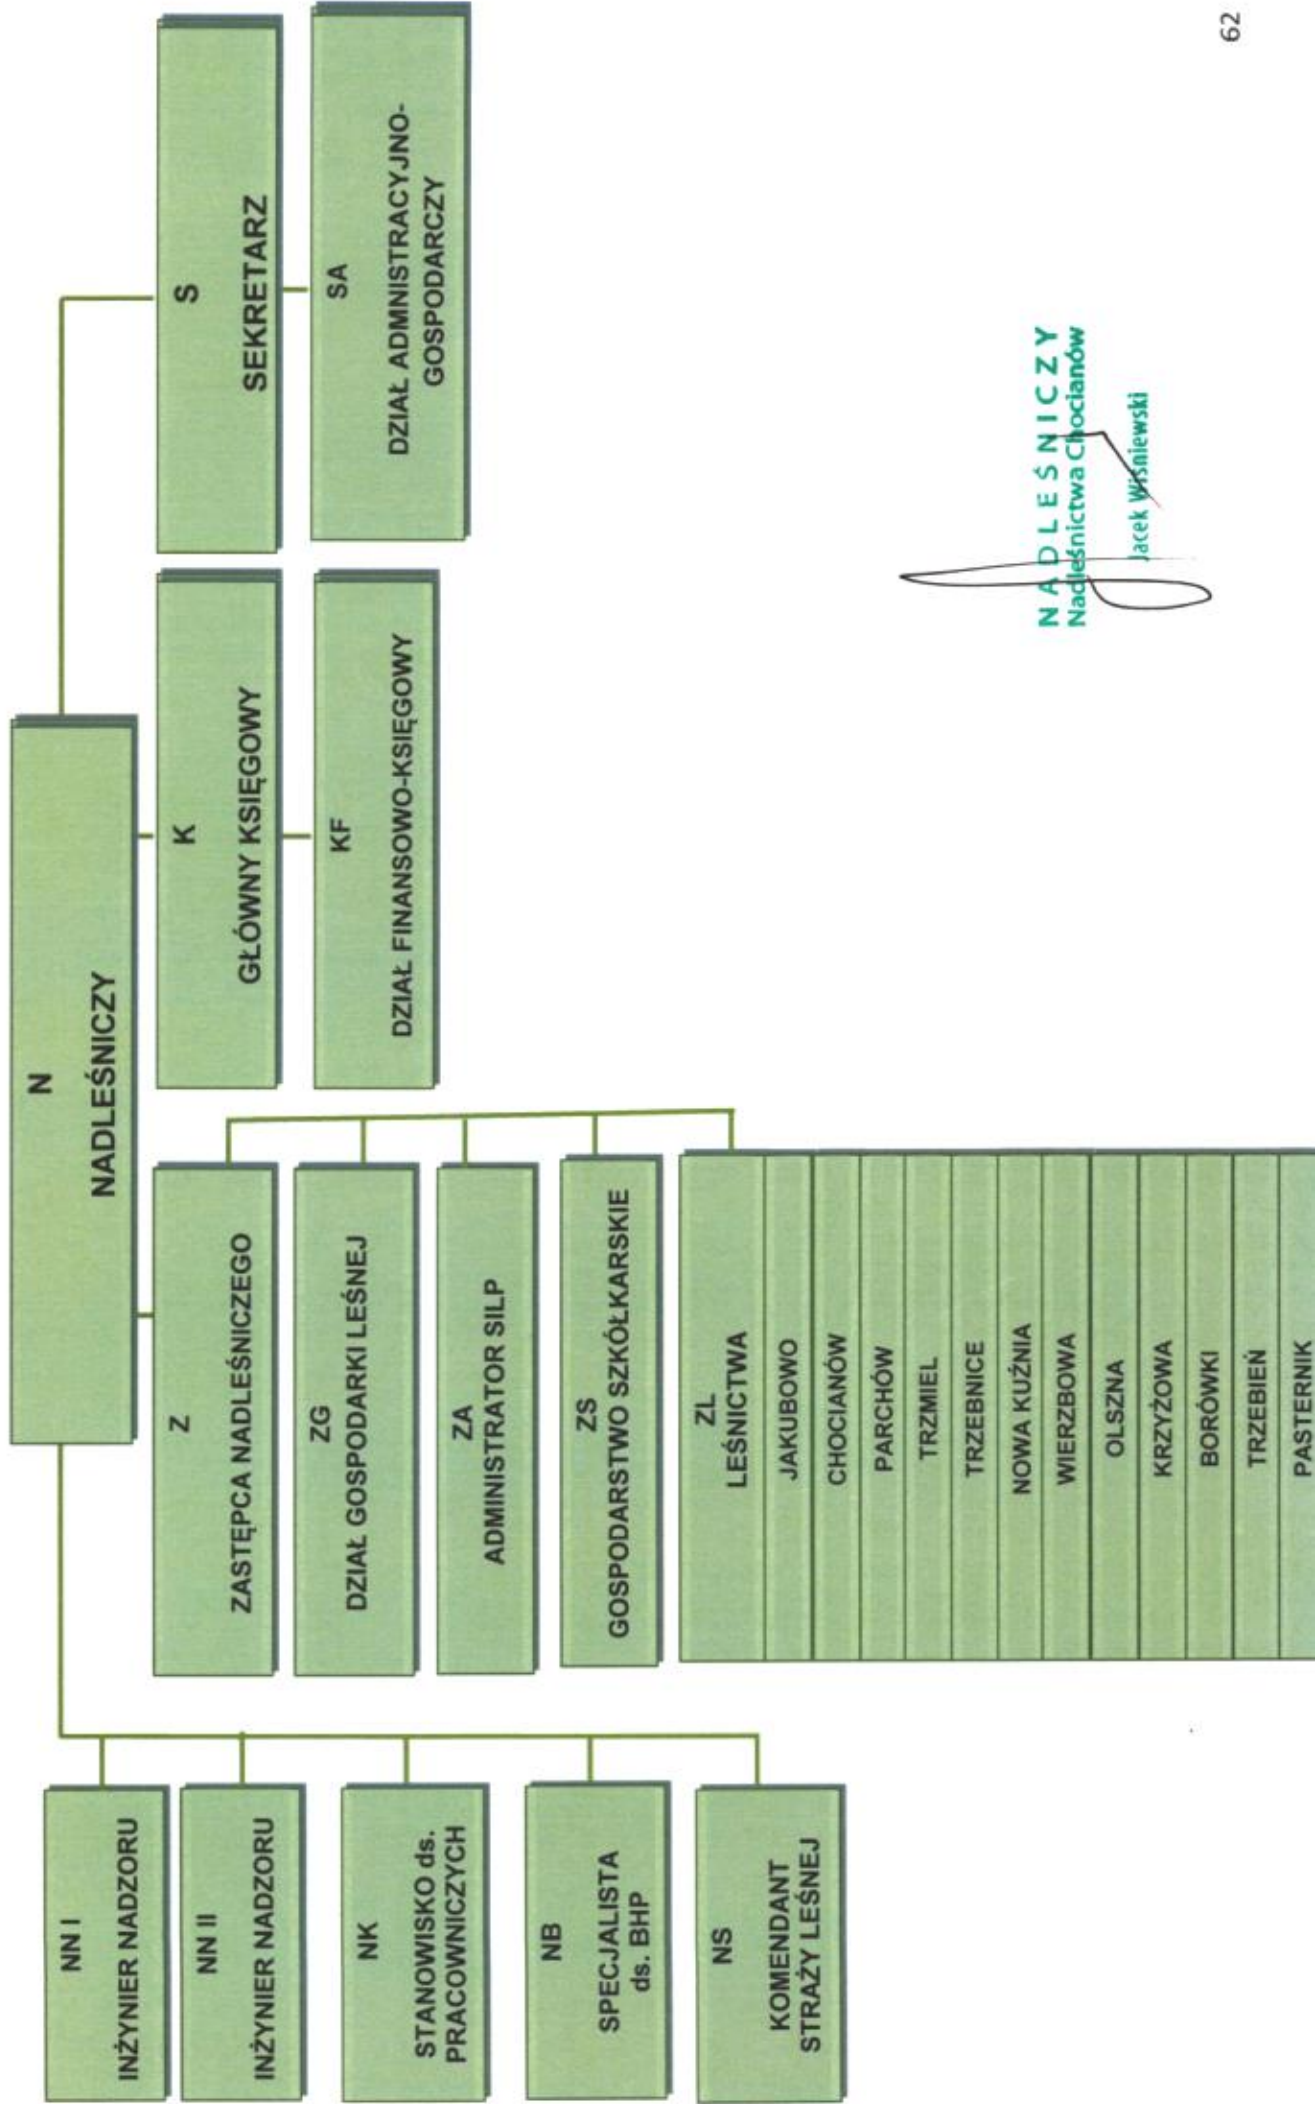 N
NADLEŚNICZY
NN I
INŻYNIER NADZORU
NN II
INŻYNIER NADZORU
NK
STANOWISKO ds.
PRACOWNICZYCH
NB
SPECJALISTA
ds. BHP
NS
KOMENDANT
STRAŻY LEŚNEJ
Z
ZASTĘPCA NADLEŚNICZEGO
ZG
DZIAŁ GOSPODARKI LEŚNEJ
ZA
ADMINISTRATOR SILP
ZS
GOSPODARSTWO SZKÓŁKARSKIE
ZL
LEŚNICTWA
JAKUBOWO
CHOCIANÓW
PARCHÓW
TRZMIEL
TRZEBNICE
NOWA KUŹNIA
WIERZBOWA
OLSZNA
KRZYŻOWA
BORÓWKI
TRZEBIEŃ
PASTERNIK
K
GŁÓWNY KSIĘGOWY
KF
DZIAŁ FINANSOWO-KSIĘGOWY
S
SEKRETARZ
SA
DZIAŁ ADMNISTRACYJNO-
GOSPODARCZY
NADLEŚNICZY
Nadleśnictwa Chocianów
Jacek Wiśniewski
62